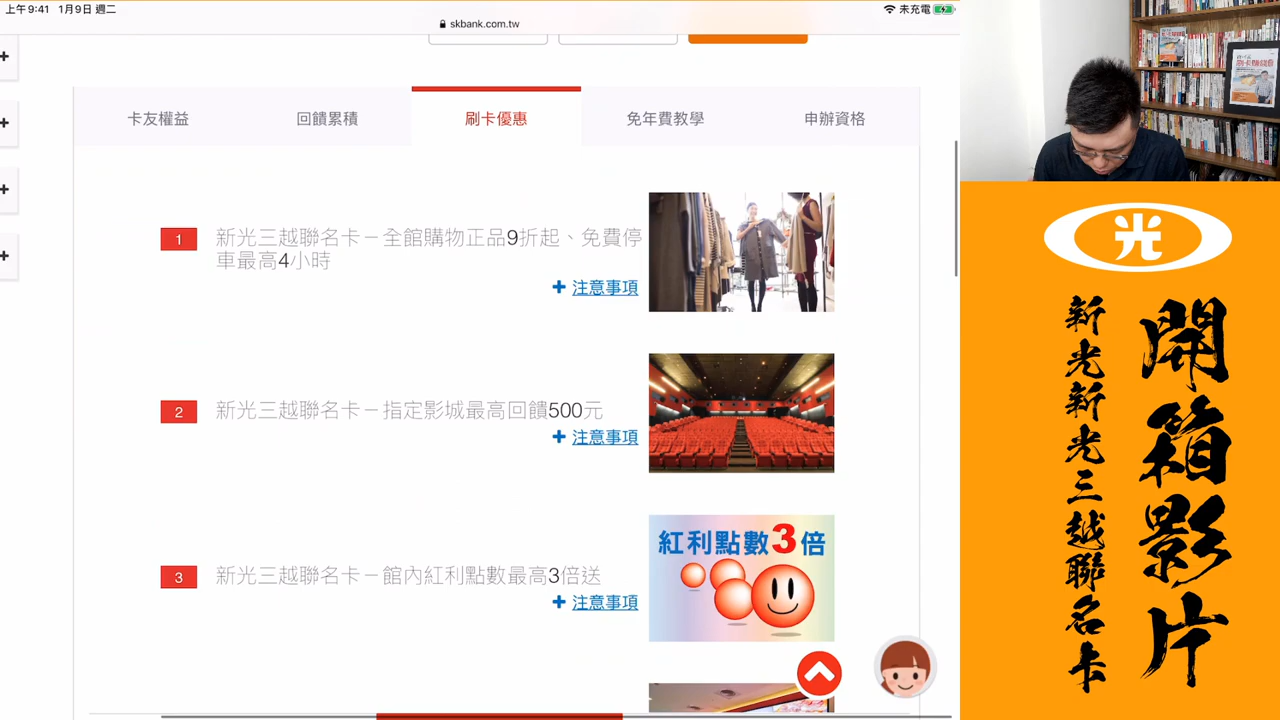 上午9:41 1月9日 週二
未充電
skbank.com.tw
卡友權益
回饋累積
刷卡優惠
免年費教學
申辦資格
1
新光三越聯名卡－全館購物正品9折起、免費停
車最高4小時
+ 注意事項
2
新光三越聯名卡－指定影城最高回饋500元
+ 注意事項
3
新光三越聯名卡－館內紅利點數最高3倍送
+ 注意事項
紅利點數3倍
光
開箱影片
新光新光三越聯名卡